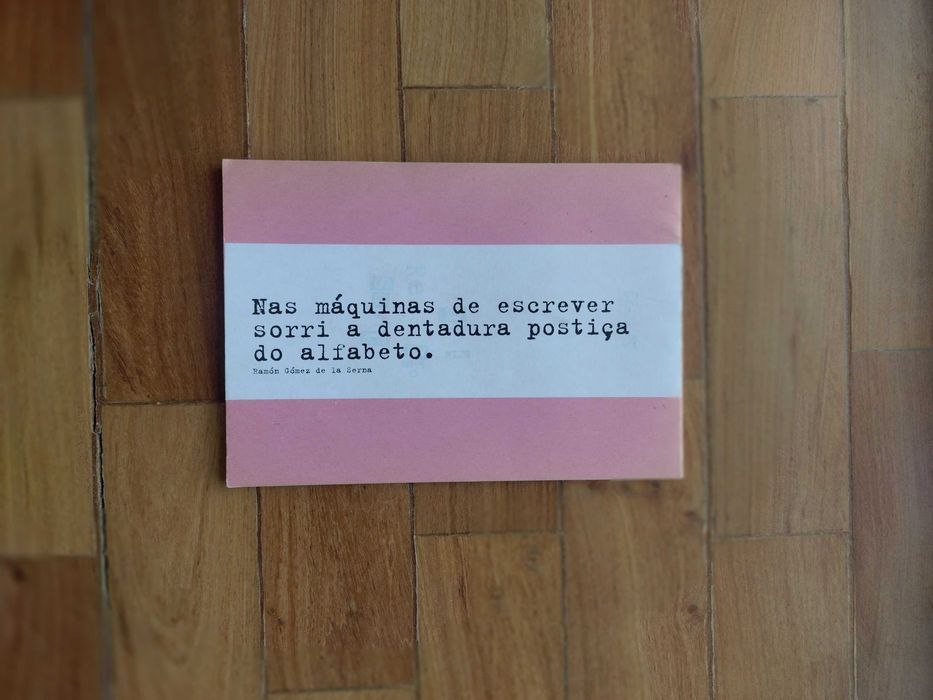 Nas máquinas de escrever
sorri a dentadura postiça
do alfabeto.
Ramón Gómez de la Serna